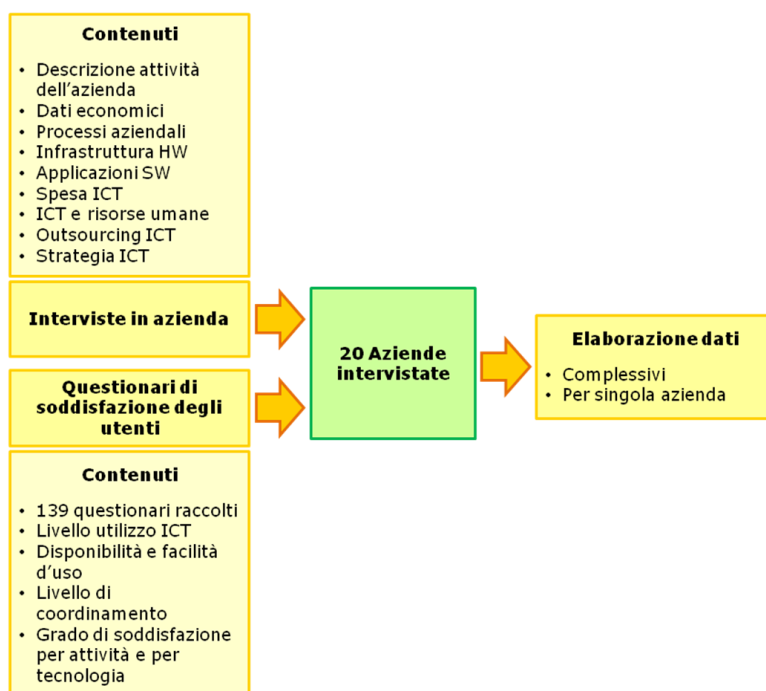 Contenuti
• Descrizione attività
dell'azienda
• Dati economici
• Processi aziendali
• Infrastruttura HW
• Applicazioni SW
• Spesa ICT
• ICT e risorse umane
• Outsourcing ICT
• Strategia ICT
Interviste in azienda
Questionari di
soddisfazione degli
utenti
Contenuti
• 139 questionari raccolti
• Livello utilizzo ICT
• Disponibilità e facilità
d'uso
• Livello di
coordinamento
• Grado di soddisfazione
per attività e per
tecnologia
20 Aziende
intervistate
Elaborazione dati
• Complessivi
• Per singola azienda